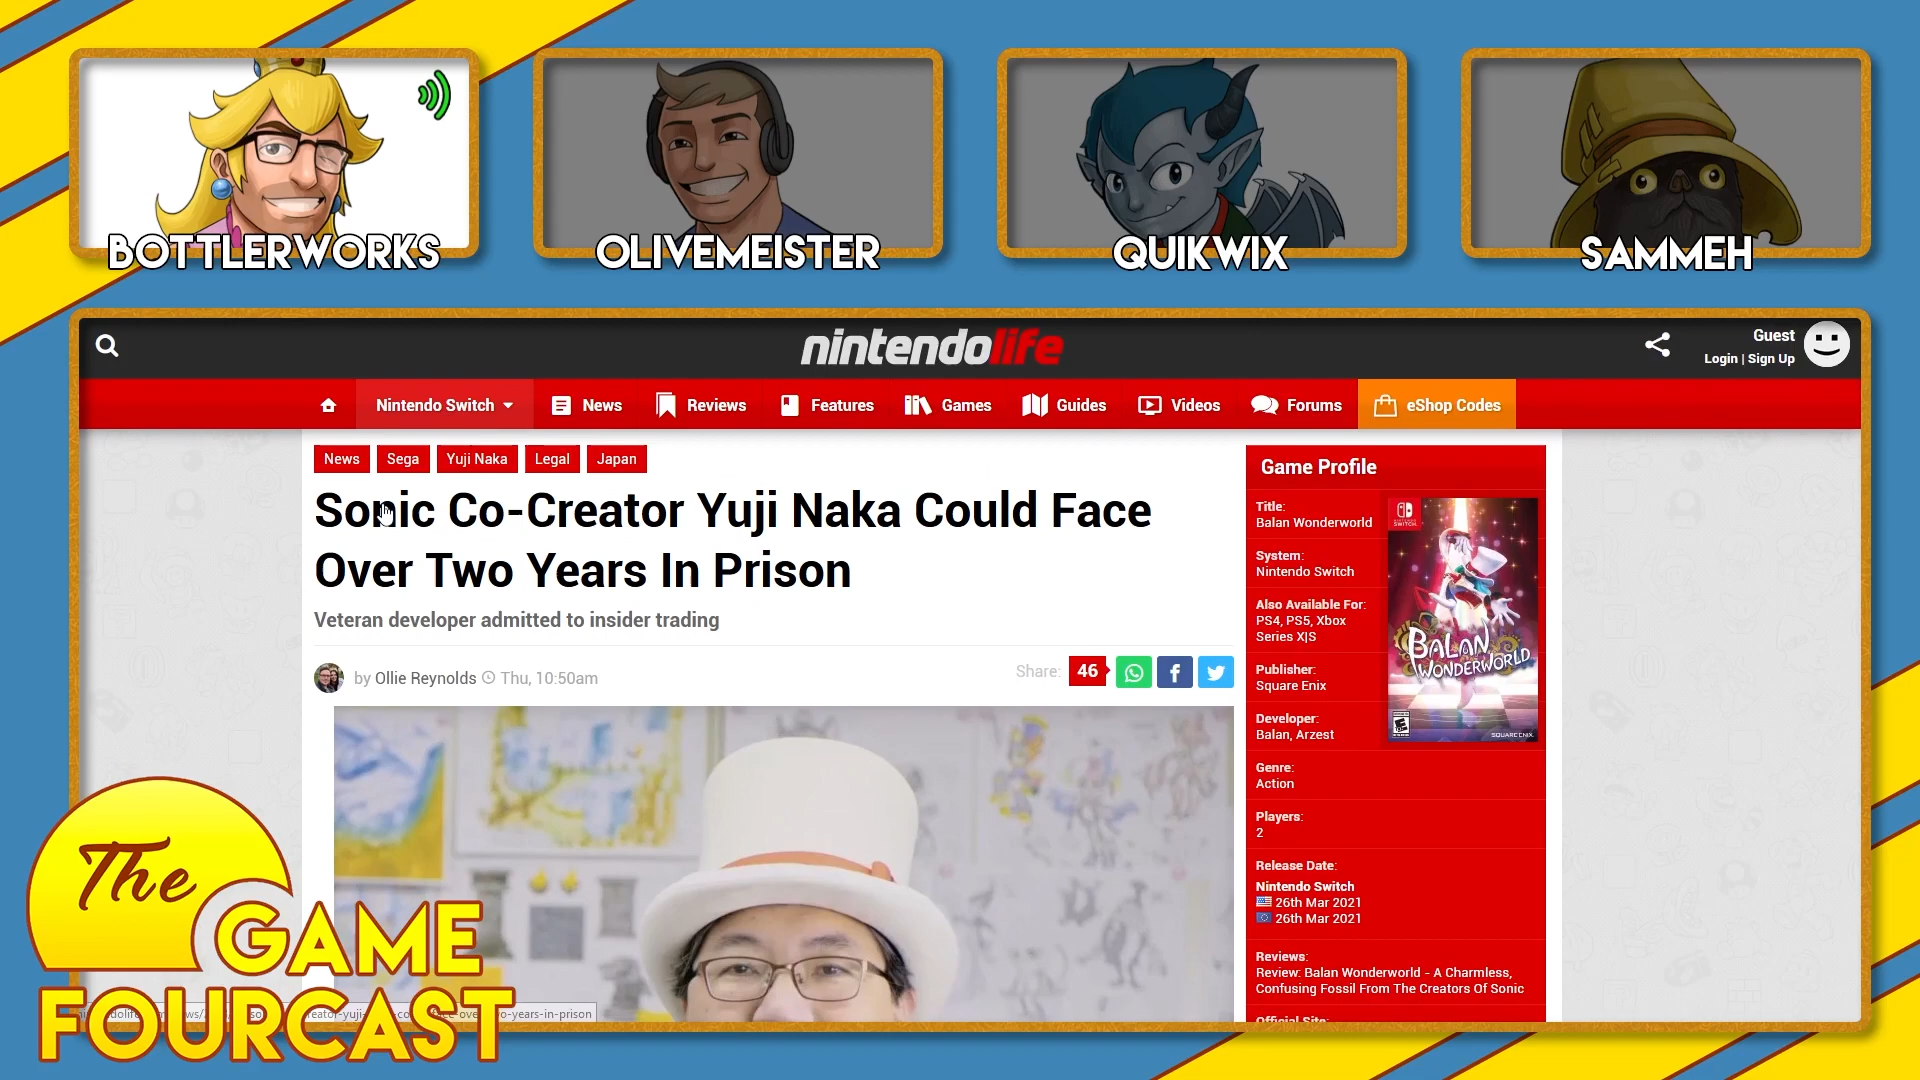 BOTTLERWORKS
OLIVEMEISTER
QUIKWIX
SAMMEH
nintendolife
Guest
Login | Sign Up
Nintendo Switch
News
Reviews
Features
Games
Guides
Videos
Forums
eShop Codes
News
Sega
Yuji Naka
Legal
Japan
Sonic Co-Creator Yuji Naka Could Face
Over Two Years In Prison
Veteran developer admitted to insider trading
by Ollie Reynolds Thu, 10:50am
Share: 46
Game Profile
Title:
Balan Wonderworld
System:
Nintendo Switch
Also Available For:
PS4, PS5, Xbox
Series X|S
Publisher:
Square Enix
Developer:
Balan, Arzest
Genre:
Action
Players:
2
Release Date:
Nintendo Switch
26th Mar 2021
26th Mar 2021
Reviews:
Review: Balan Wonderworld - A Charmless,
Confusing Fossil From The Creators Of Sonic
Official Site:
BALAN
WONDERWORLD
SQUARE ENIX
The
GAME
FOURCAST